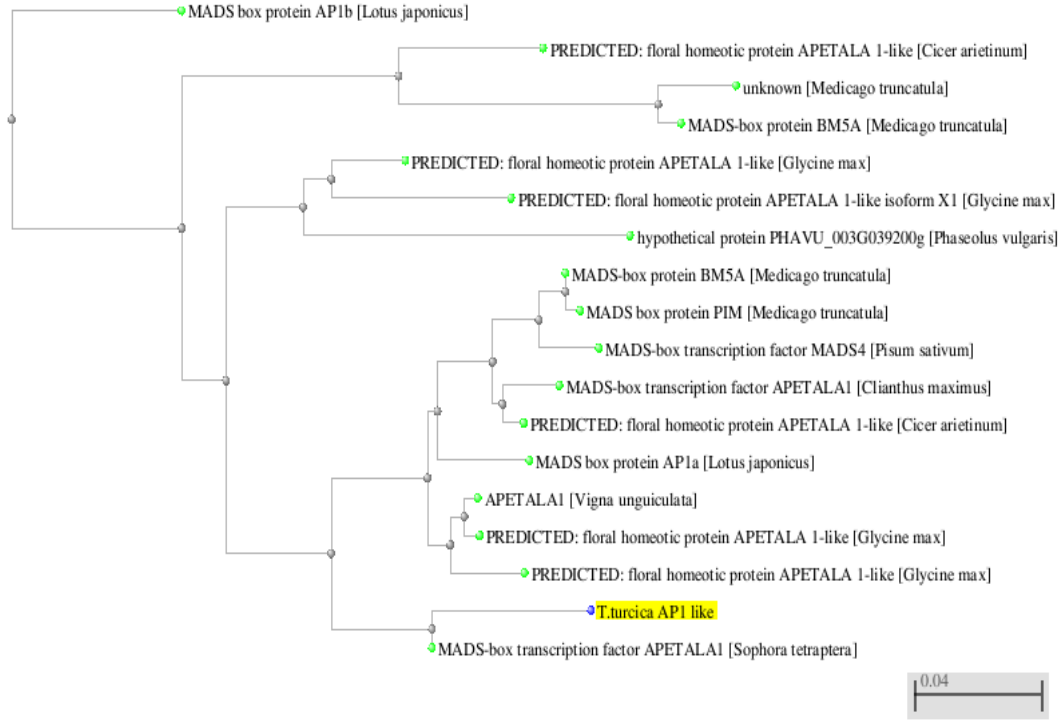 MADS box protein AP1b [Lotus japonicus]
PREDICTED: floral homeotic protein APETALA 1-like [Cicer arietinum]
unknown [Medicago truncatula]
MADS-box protein BM5A [Medicago truncatula]
PREDICTED: floral homeotic protein APETALA 1-like [Glycine max]
PREDICTED: floral homeotic protein APETALA 1-like isoform X1 [Glycine max]
hypothetical protein PHAVU_003G039200g [Phaseolus vulgaris]
MADS-box protein BM5A [Medicago truncatula]
MADS box protein PIM [Medicago truncatula]
MADS-box transcription factor MADS4 [Pisum sativum]
MADS-box transcription factor APETALA1 [Clianthus maximus]
PREDICTED: floral homeotic protein APETALA 1-like [Cicer arietinum]
MADS box protein AP1a [Lotus japonicus]
APETALA1 [Vigna unguiculata]
PREDICTED: floral homeotic protein APETALA 1-like [Glycine max]
PREDICTED: floral homeotic protein APETALA 1-like [Glycine max]
T.turcica AP1 like
MADS-box transcription factor APETALA1 [Sophora tetraptera]
0.04